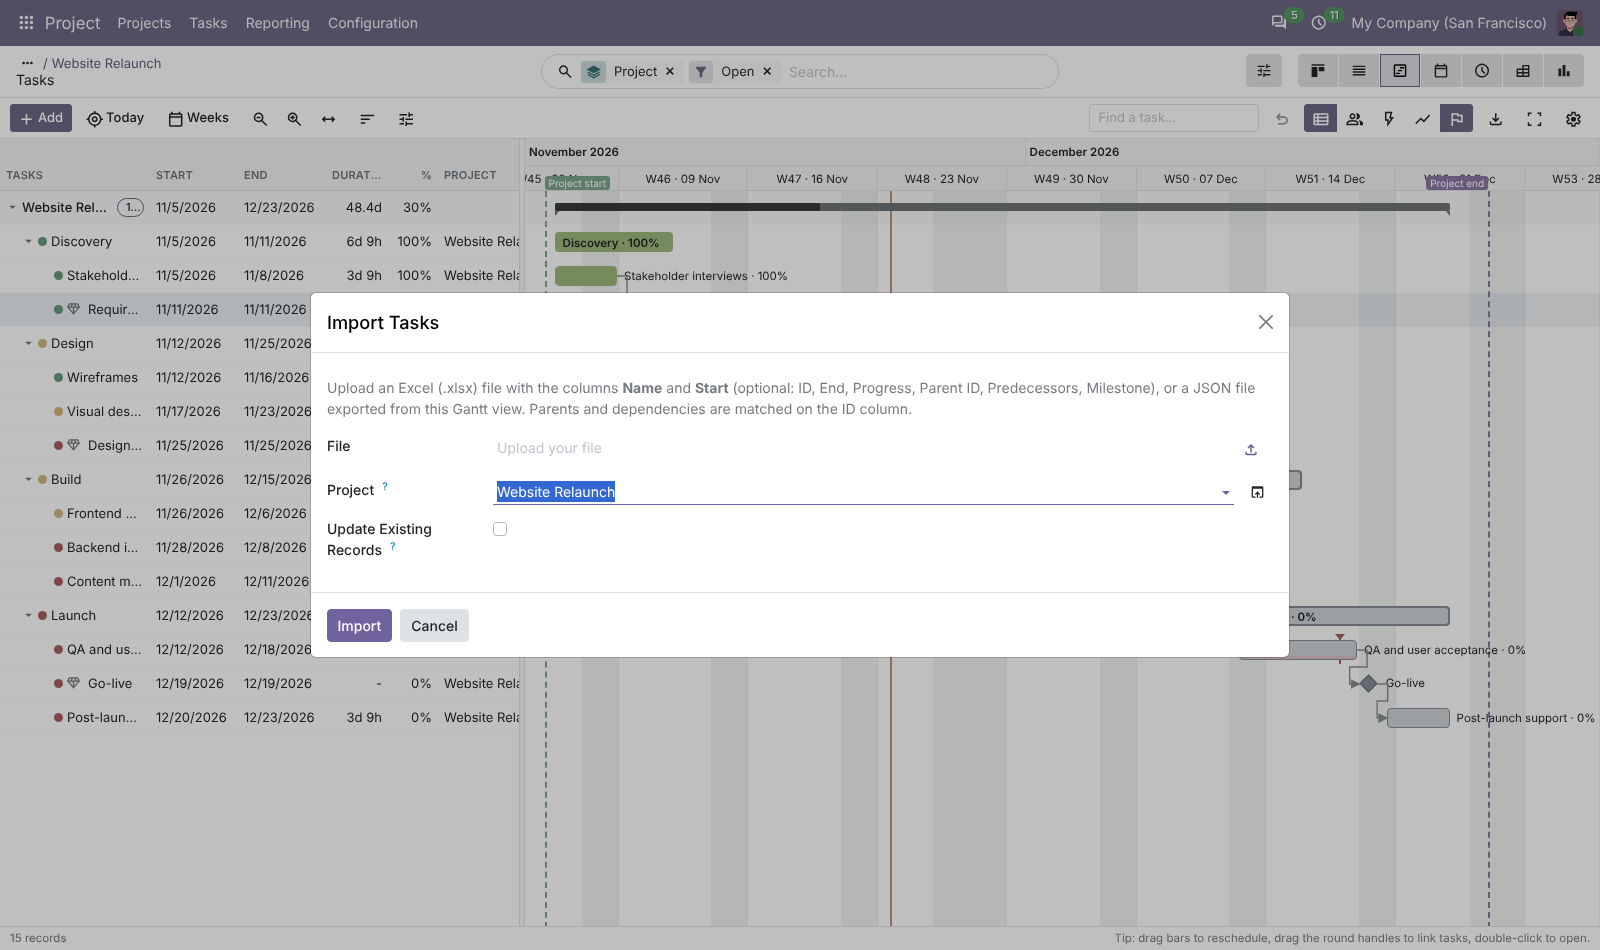 Project Projects Tasks Reporting Configuration 5 11 My Company (San Francisco)
... / Website Relaunch
Tasks
Project × Open × Search...
+ Add Today Weeks Find a task...
November 2026 December 2026
TASKS START END DURAT... % PROJECT
W46 · 09 Nov W47 · 16 Nov W48 · 23 Nov W49 · 30 Nov W50 · 07 Dec W51 · 14 Dec W53 · 28
Project start Project end
Website Rel... 1... 11/5/2026 12/23/2026 48.4d 30%
Discovery 11/5/2026 11/11/2026 6d 9h 100% Website Rela
Discovery · 100%
Stakehold... 11/5/2026 11/8/2026 3d 9h 100% Website Rela
Stakeholder interviews · 100%
Requir... 11/11/2026 11/11/2026
Design 11/12/2026 11/25/2026
Wireframes 11/12/2026 11/16/2026
Visual des... 11/17/2026 11/23/2026
Design... 11/25/2026 11/25/2026
Build 11/26/2026 12/15/2026
Frontend ... 11/26/2026 12/6/2026
Backend i... 11/28/2026 12/8/2026
Content m... 12/1/2026 12/11/2026
Launch 12/12/2026 12/23/2026
· 0%
QA and us... 12/12/2026 12/18/2026
QA and user acceptance · 0%
Go-live 12/19/2026 12/19/2026 - 0% Website Rela
Go-live
Post-laun... 12/20/2026 12/23/2026 3d 9h 0% Website Rela
Post-launch support · 0%
Import Tasks
Upload an Excel (.xlsx) file with the columns Name and Start (optional: ID, End, Progress, Parent ID, Predecessors, Milestone), or a JSON file
exported from this Gantt view. Parents and dependencies are matched on the ID column.
File Upload your file
Project ? Website Relaunch
Update Existing
Records ?
Import Cancel
15 records Tip: drag bars to reschedule, drag the round handles to link tasks, double-click to open.